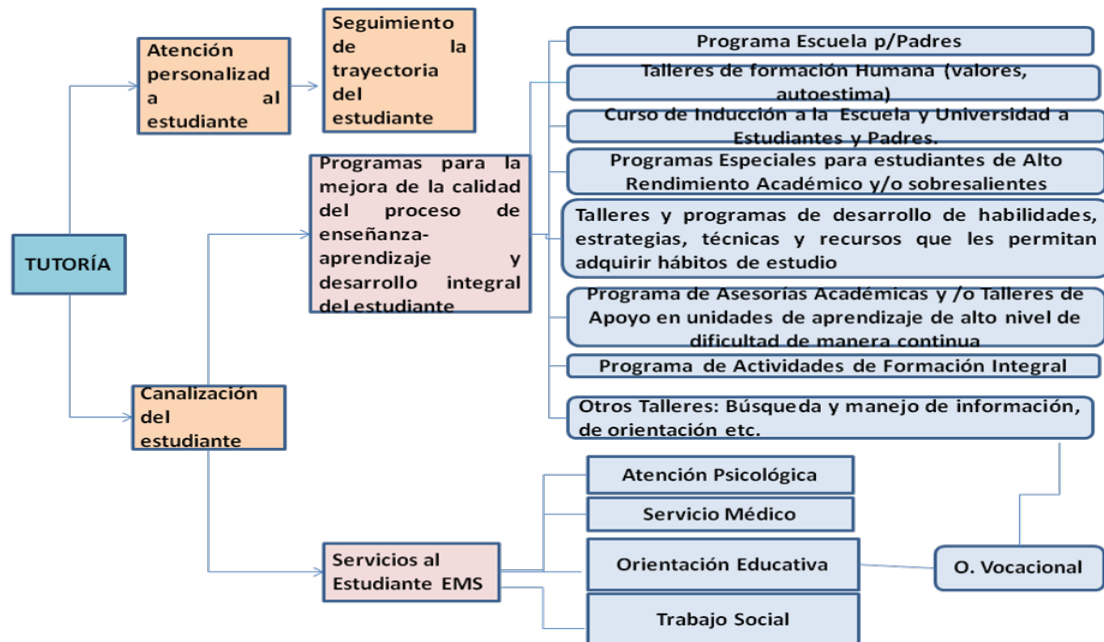 TUTORÍA
Atención
personalizad
a al
estudiante
Seguimiento
de la
trayectoria
del
estudiante
Canalización
del
estudiante
Programas para la
mejora de la calidad
del proceso de
enseñanza-
aprendizaje y
desarrollo integral
del estudiante
Programa Escuela p/Padres
Talleres de formación Humana (valores,
autoestima)
Curso de Inducción a la Escuela y Universidad a
Estudiantes y Padres.
Programas Especiales para estudiantes de Alto
Rendimiento Académico y/o sobresalientes
Talleres y programas de desarrollo de habilidades,
estrategias, técnicas y recursos que les permitan
adquirir hábitos de estudio
Programa de Asesorías Académicas y /o Talleres de
Apoyo en unidades de aprendizaje de alto nivel de
dificultad de manera continua
Programa de Actividades de Formación Integral
Otros Talleres: Búsqueda y manejo de información,
de orientación etc.
Servicios al
Estudiante EMS
Atención Psicológica
Servicio Médico
Orientación Educativa
Trabajo Social
O. Vocacional